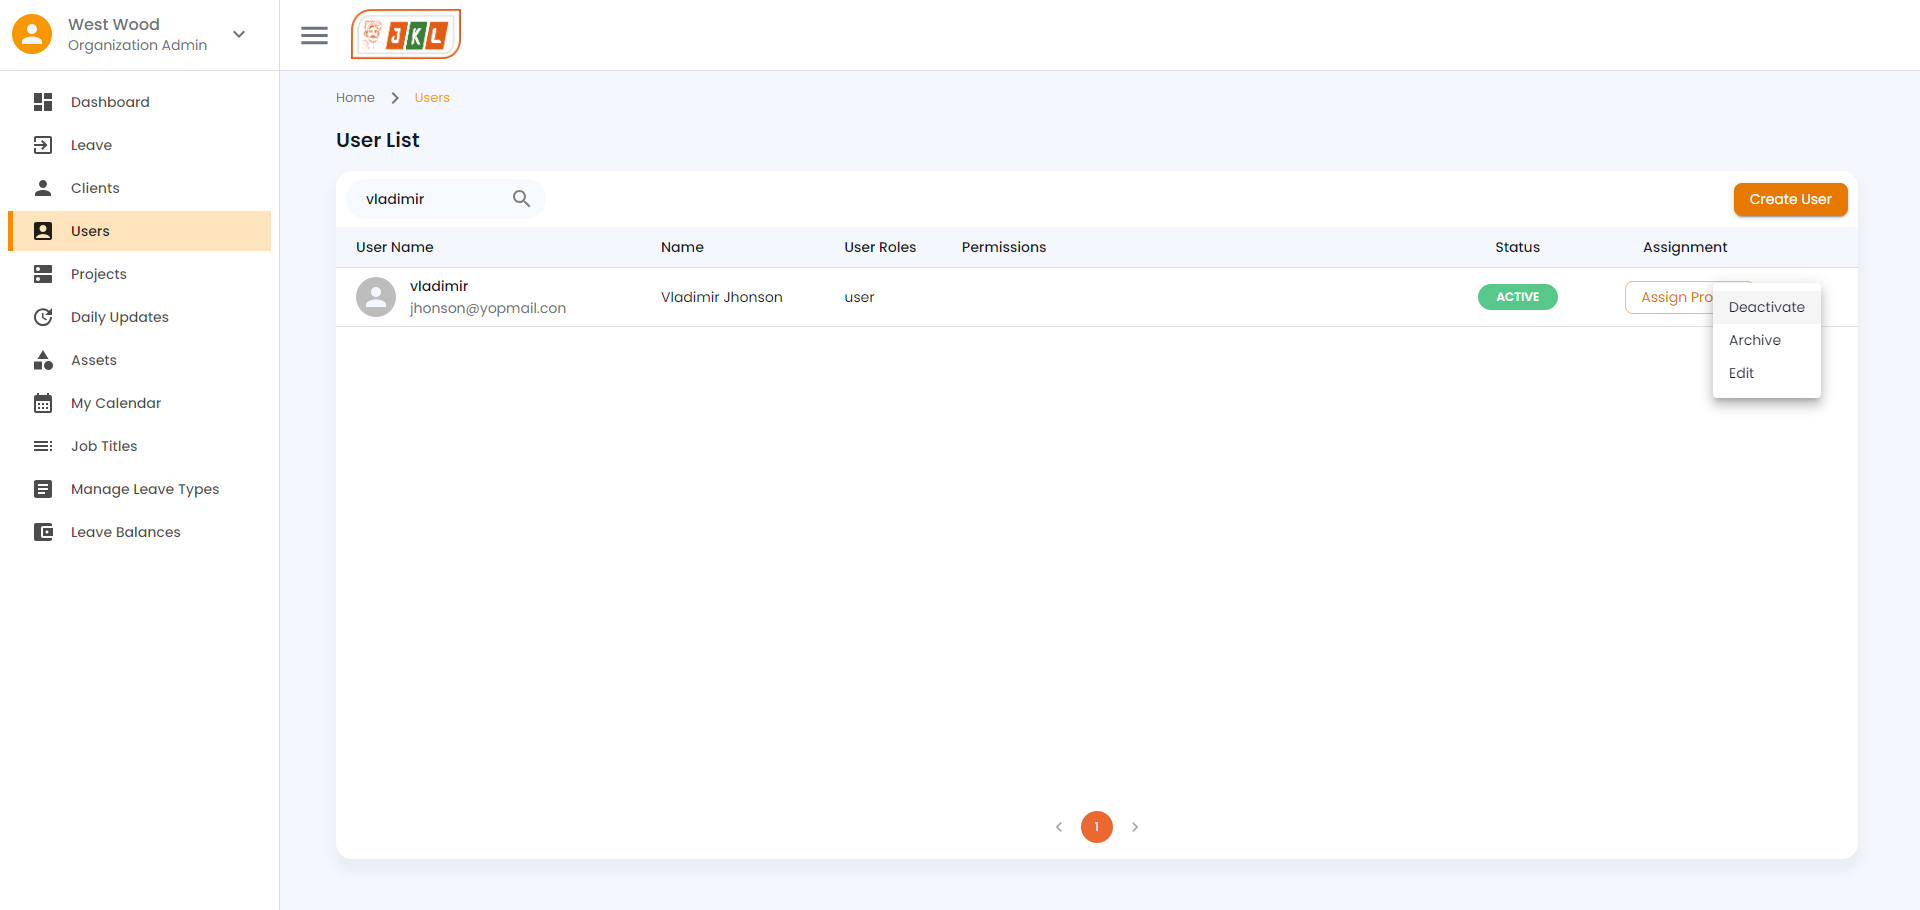 West Wood
Organization Admin
JKL
Dashboard
Leave
Clients
Users
Projects
Daily Updates
Assets
My Calendar
Job Titles
Manage Leave Types
Leave Balances
Home > Users
User List
vladimir
Create User
User Name Name User Roles Permissions Status Assignment
vladimir
jhonson@yopmail.con
Vladimir Jhonson user ACTIVE Assign Pro
Deactivate
Archive
Edit
1